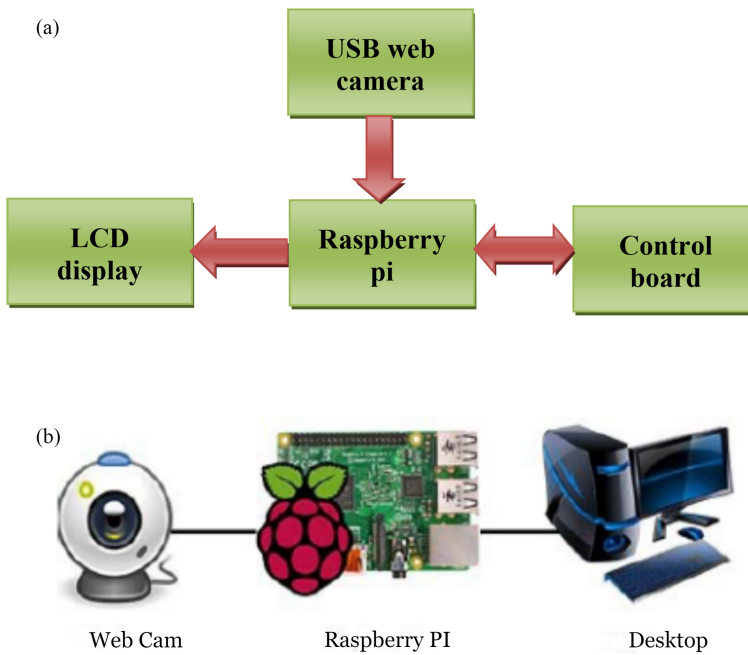 (a)
USB web
camera
LCD
display
Raspberry
pi
Control
board
(b)
Web Cam
Raspberry PI
Desktop